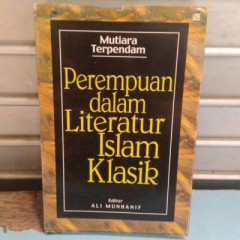 Mutiara
Terpendam
Perempuan
dalam
Literatur
Islam
Klasik
Editor
ALI MUNHANIF